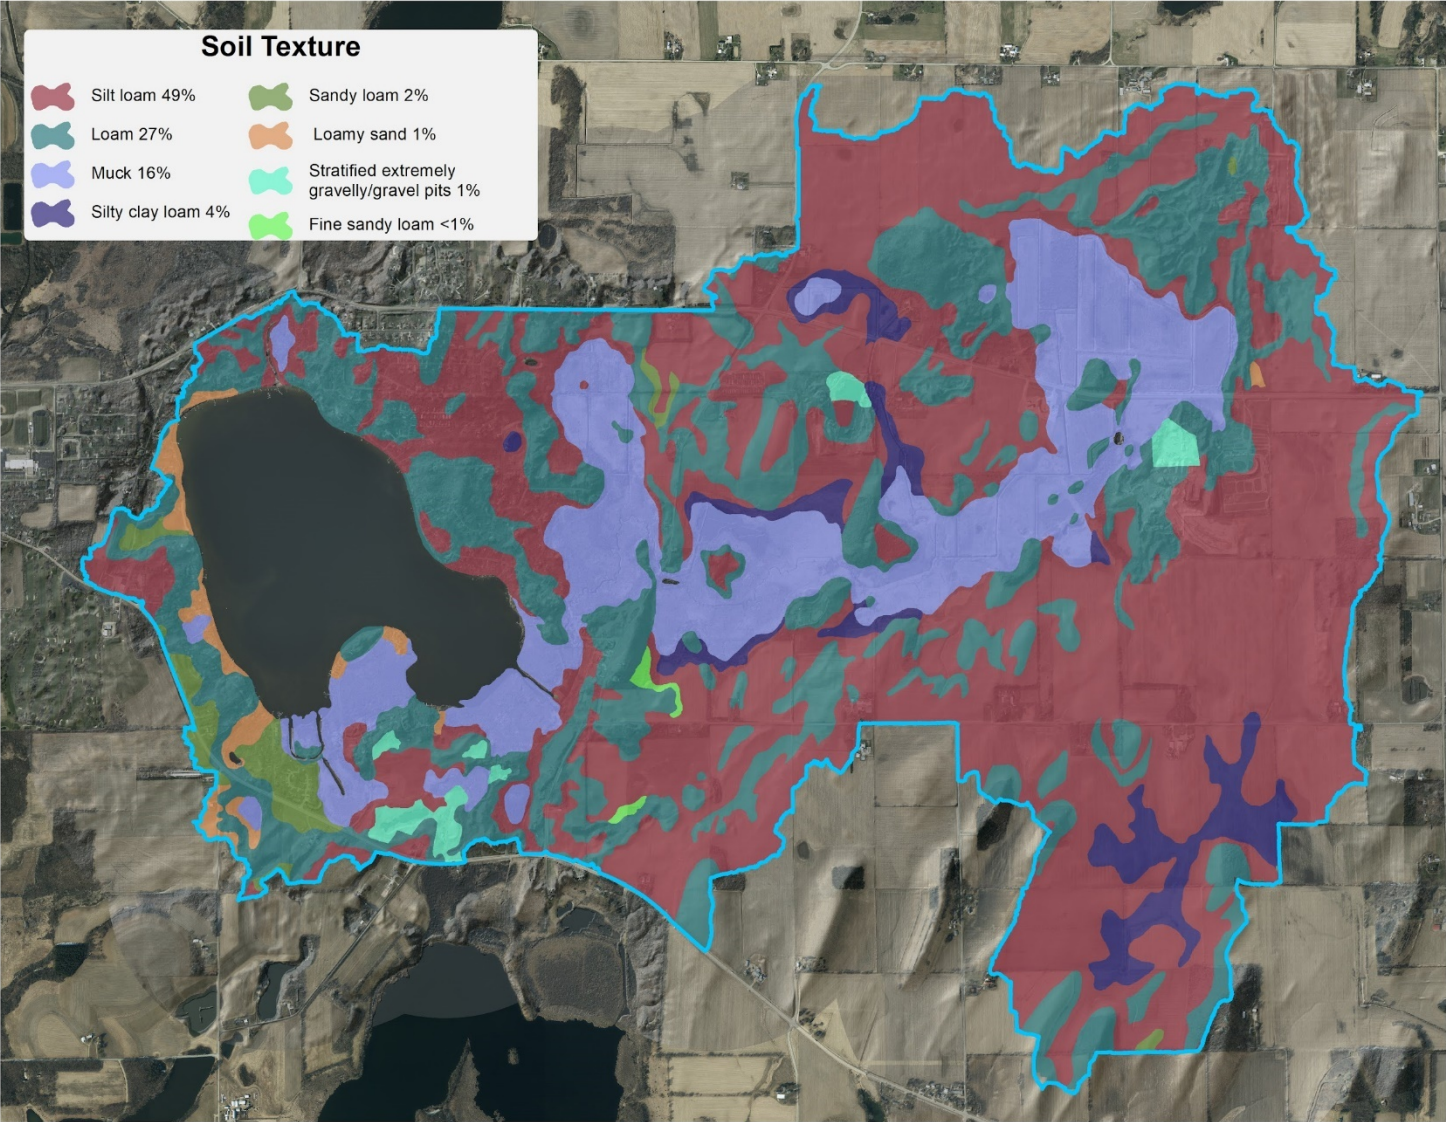 Soil Texture
Silt loam 49%
Loam 27%
Muck 16%
Silty clay loam 4%
Sandy loam 2%
Loamy sand 1%
Stratified extremely
gravelly/gravel pits 1%
Fine sandy loam <1%